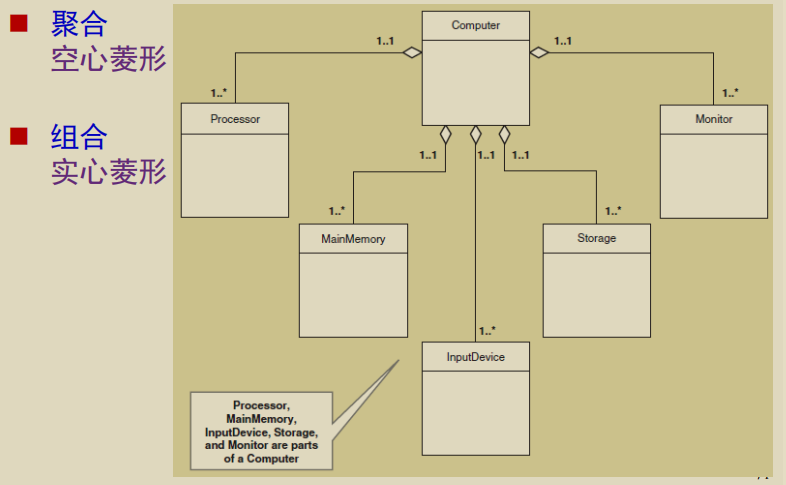 聚合
空心菱形
组合
实心菱形
Computer
1..1
1..1
1..*
1..*
Processor
Monitor
1..1
1..1
1..1
1..*
1..*
MainMemory
Storage
1..*
InputDevice
Processor,
MainMemory,
InputDevice, Storage,
and Monitor are parts
of a Computer